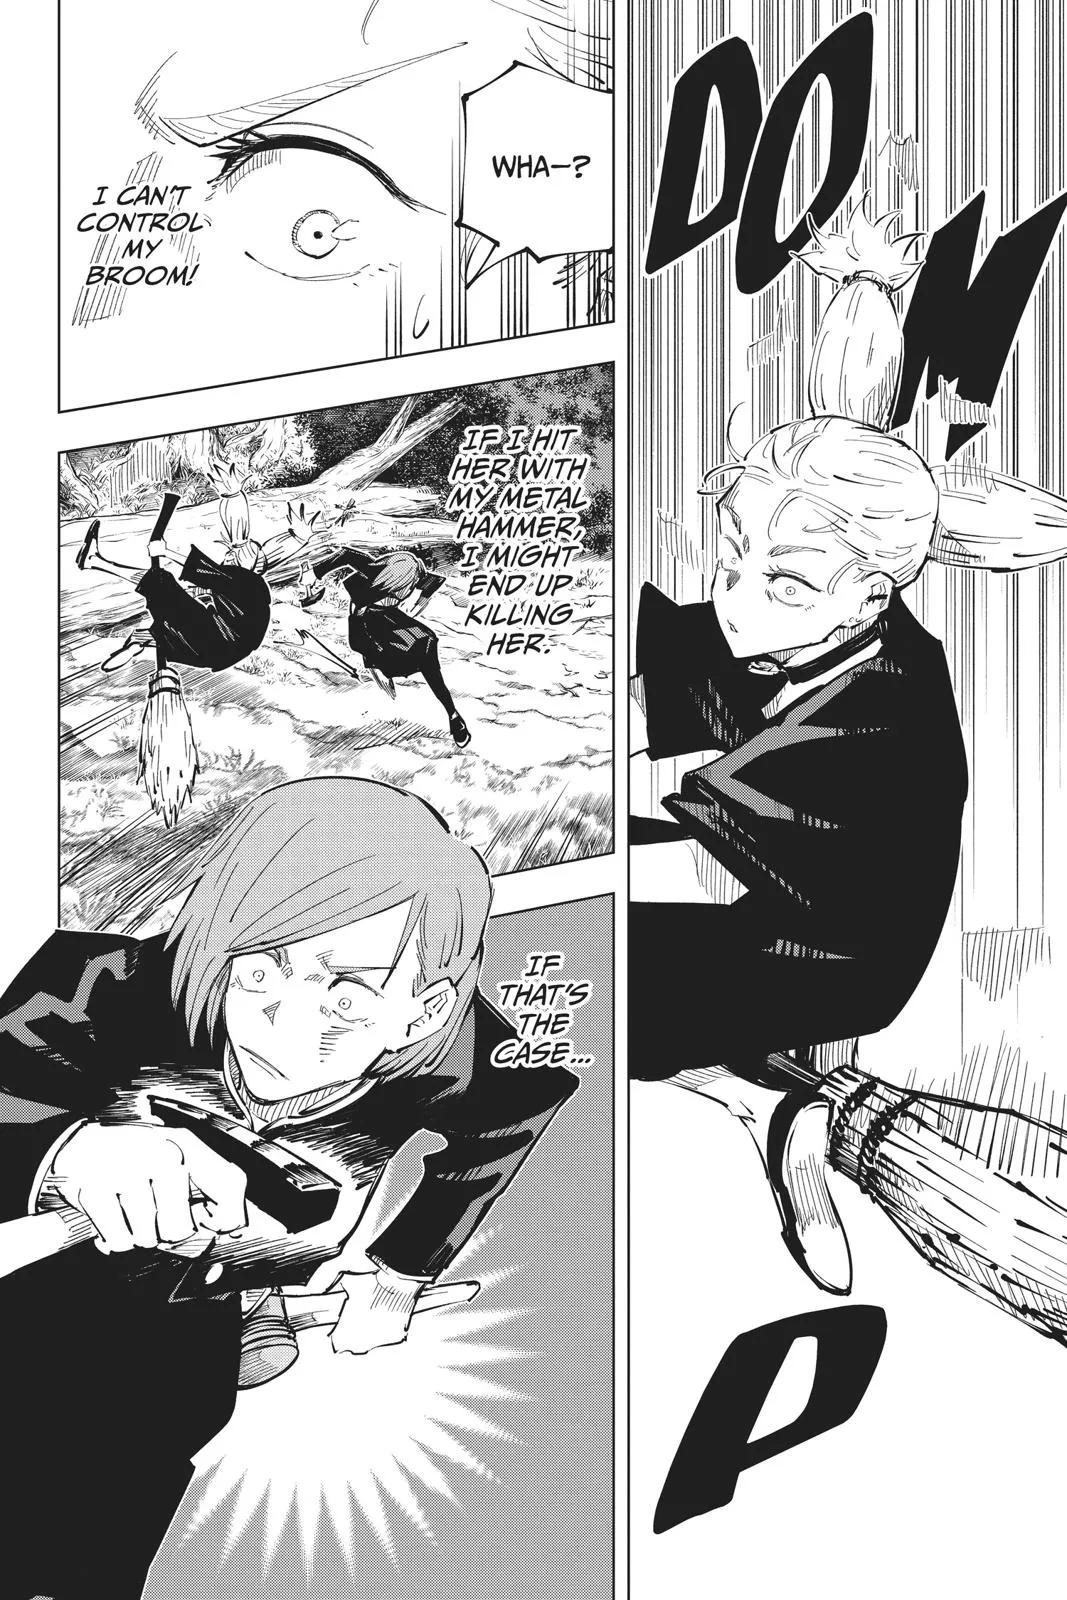 DOM
P
WHA—?
I CAN'T
CONTROL
MY
BROOM!
IF I HIT
HER WITH
MY METAL
HAMMER,
I MIGHT
END UP
KILLING
HER.
IF
THAT'S
THE
CASE...